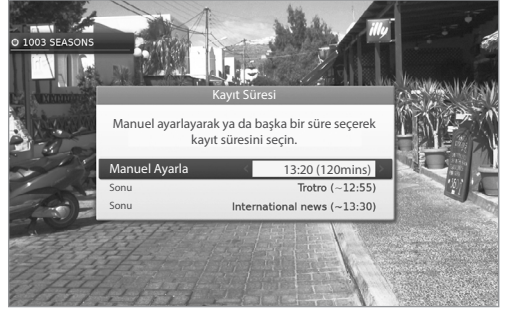 1003 SEASONS
illy
Kayıt Süresi
Manuel ayarlayarak ya da başka bir süre seçerek
kayıt süresini seçin.
Manuel Ayarla 13:20 (120mins)
Sonu Trotro (~12:55)
Sonu International news (~13:30)